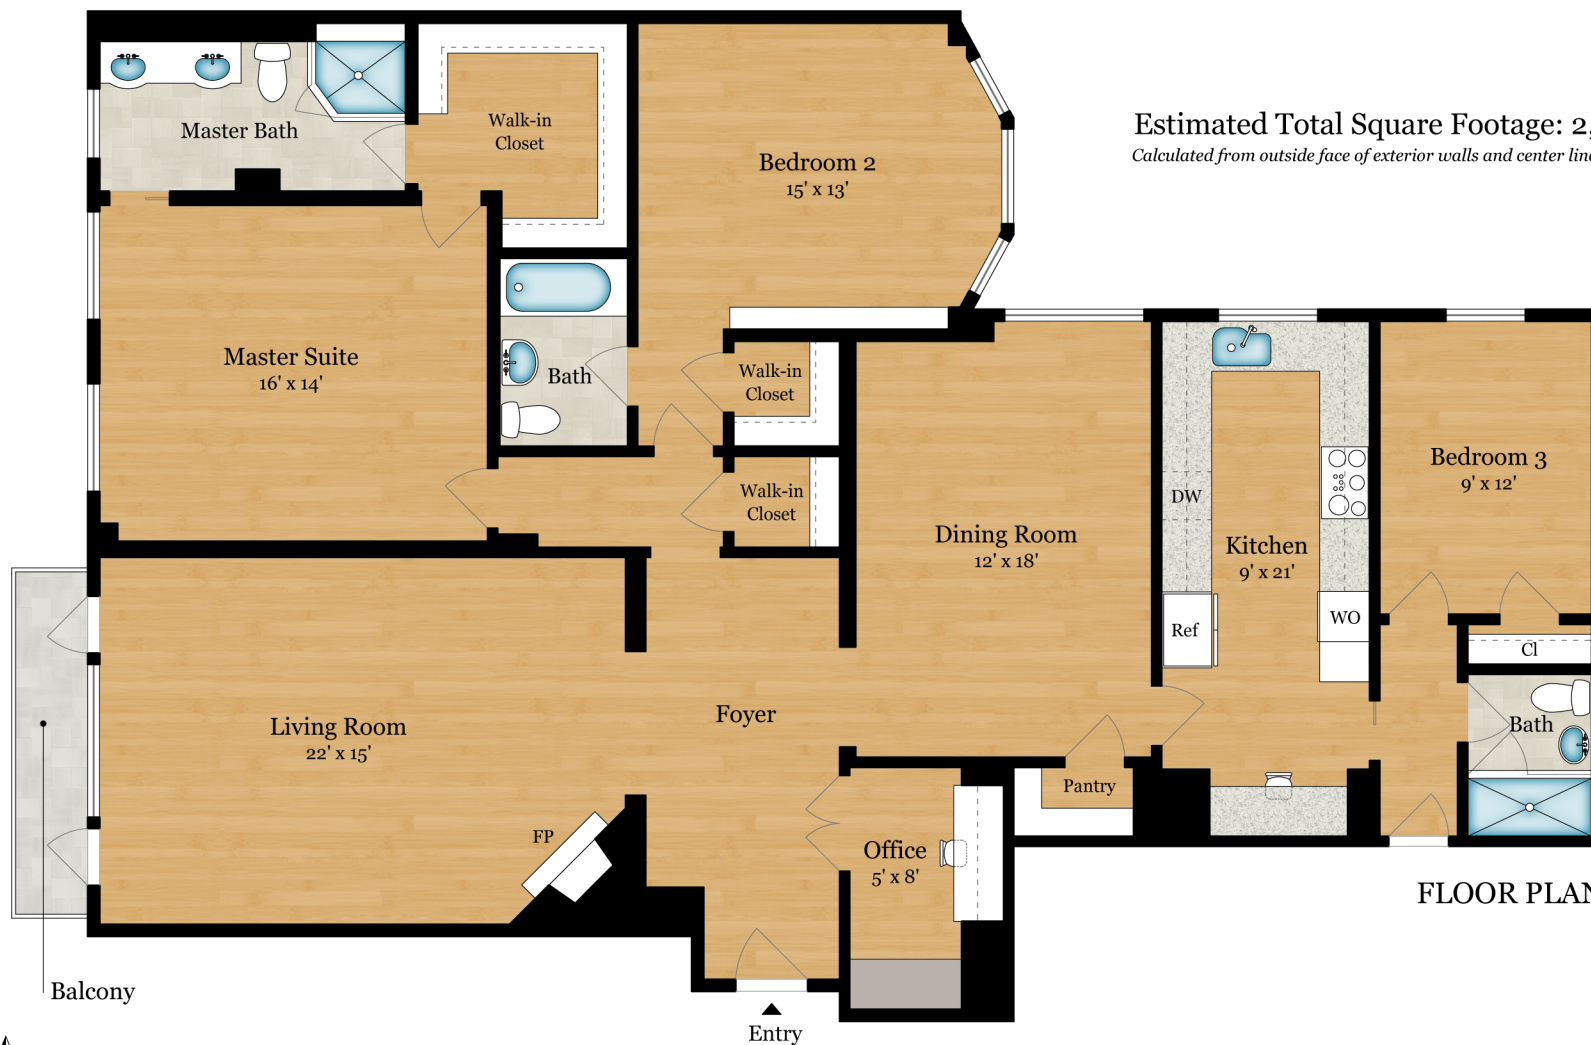 Estimated Total Square Footage: 2,
Calculated from outside face of exterior walls and center line
Master Bath
Walk-in
Closet
Bedroom 2
15' x 13'
Master Suite
16' x 14'
Bath
Walk-in
Closet
Walk-in
Closet
Dining Room
12' x 18'
DW
Kitchen
9' x 21'
Ref
WO
Bedroom 3
9' x 12'
Cl
Bath
Living Room
22' x 15'
Foyer
FP
Pantry
Office
5' x 8'
FLOOR PLAN
Balcony
Entry